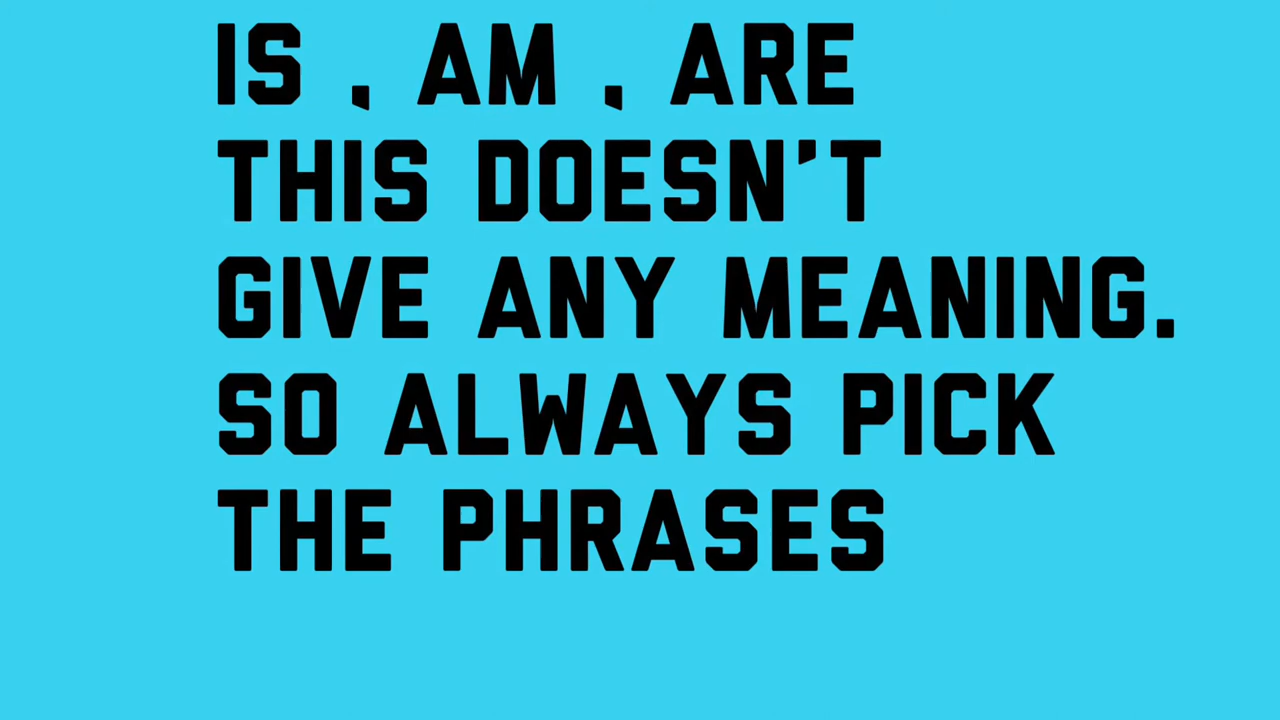 IS , AM , ARE
THIS DOESN'T
GIVE ANY MEANING.
SO ALWAYS PICK
THE PHRASES